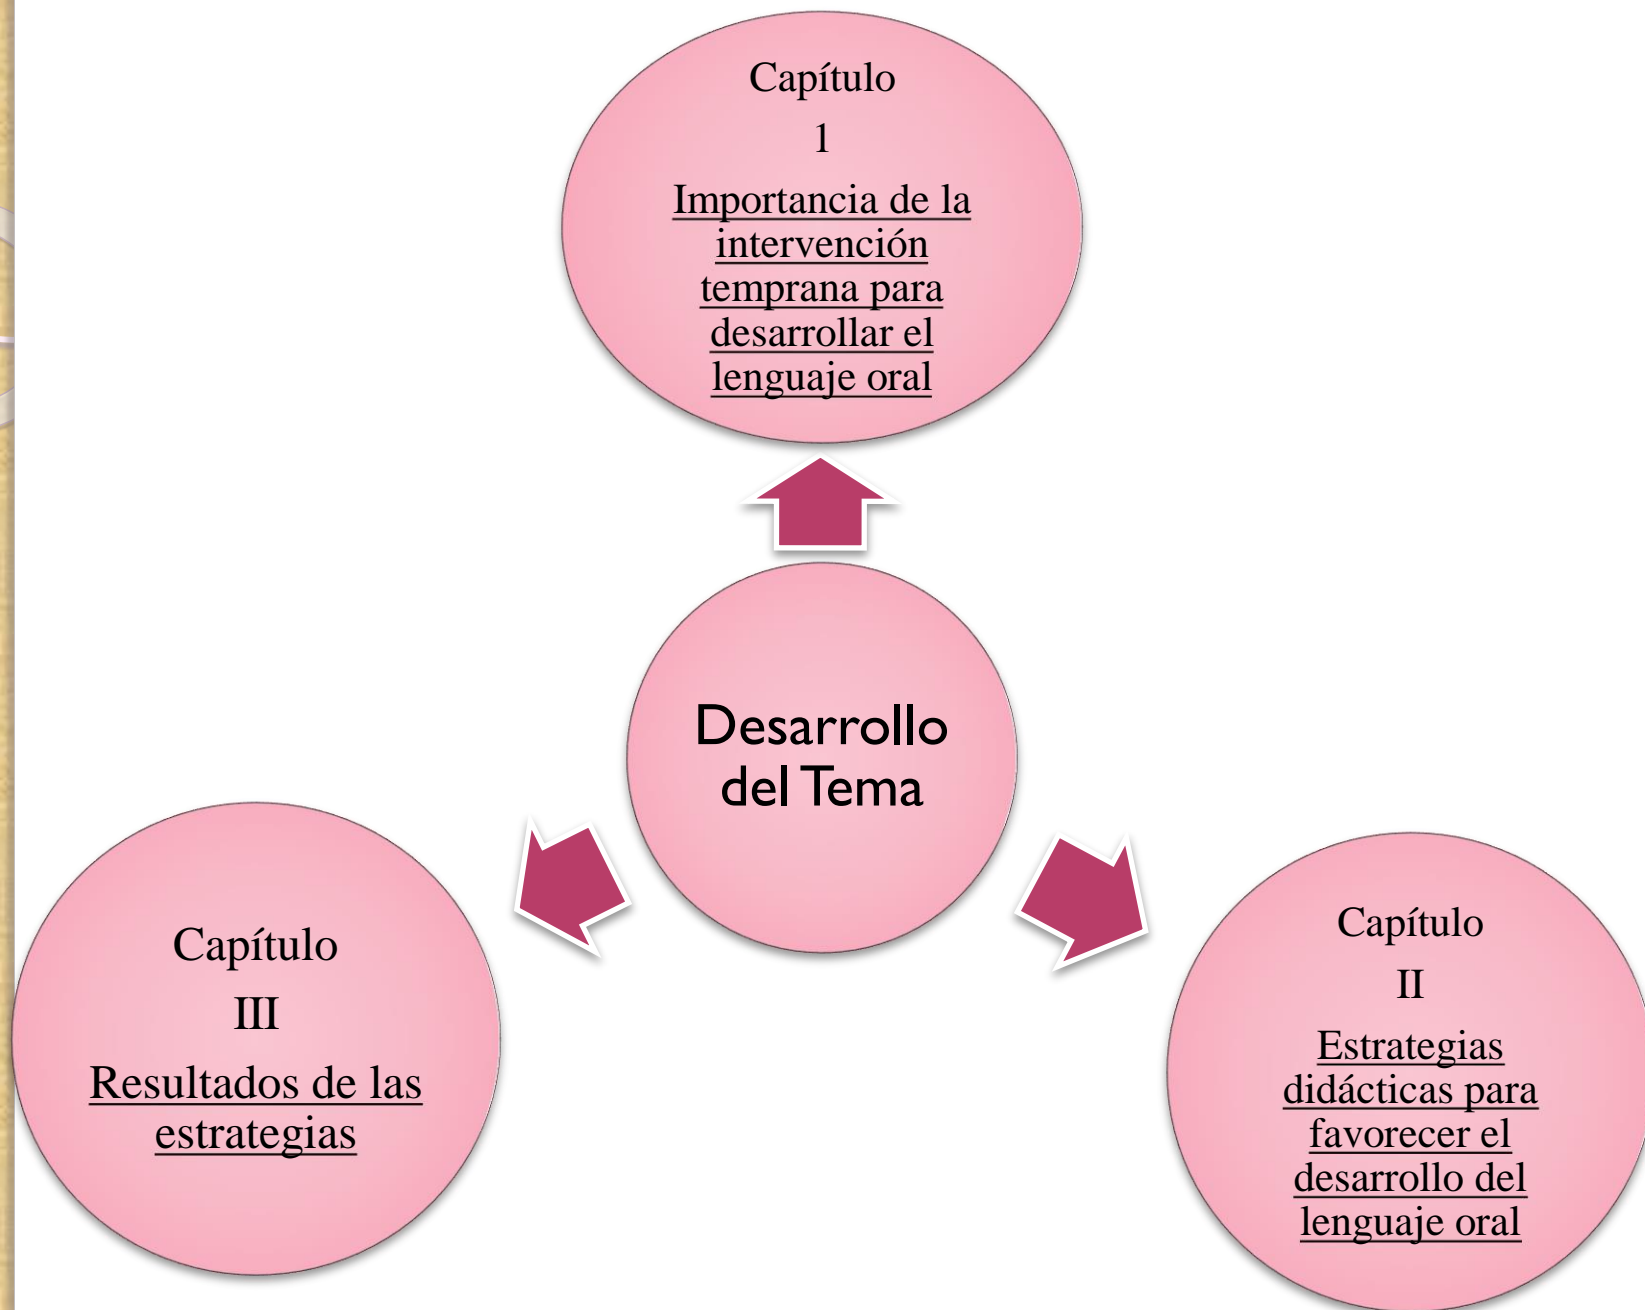 Capítulo
1
Importancia de la
intervención
temprana para
desarrollar el
lenguaje oral
Desarrollo
del Tema
Capítulo
II
Estrategias
didácticas para
favorecer el
desarrollo del
lenguaje oral
Capítulo
III
Resultados de las
estrategias